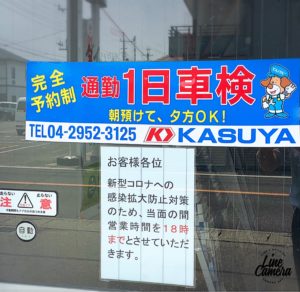 完全
予約制
通勤1日車検
朝預けて、夕方OK!
TEL04-2952-3125
KASUYA
お客様各位
新型コロナへの
感染拡大防止対策
のため、当面の間
営業時間を18時
までとさせていただ
きます。
注意
自動
Line
Camera